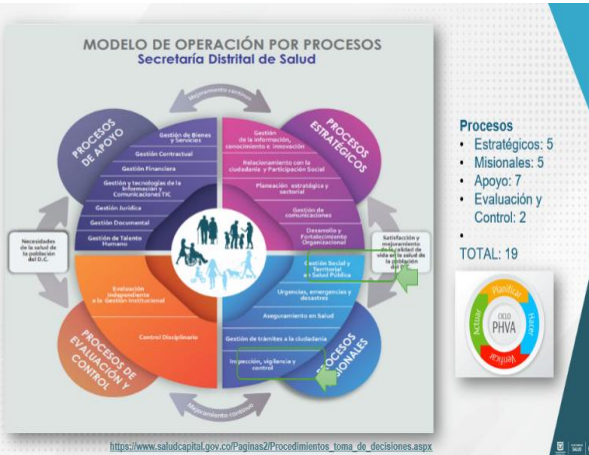 MODELO DE OPERACIÓN POR PROCESOS
Secretaría Distrital de Salud
Mejoramiento continuo
PROCESOS
DE APOYO
Gestión de Bienes
y Servicios
Gestión Contractual
Gestión Financiera
Gestión y tecnologías de la
Información y
Comunicaciones TIC
Gestión Jurídica
Gestión Documental
Gestión de Talento
Humano
PROCESOS
ESTRATÉGICOS
Gestión
de la información,
conocimiento e innovación
Relacionamiento con la
ciudadanía y Participación Social
Planeación estratégica y
sectorial
Gestión de
comunicaciones
Desarrollo y
Fortalecimiento
Organizacional
Necesidades
de la salud de
la población
del D.C.
Satisfacción y
mejoramiento
de la calidad de
vida en la salud de
la población
Evaluación
independiente
a la Gestión Institucional
Control Disciplinario
PROCESOS DE
EVALUACIÓN Y
CONTROL
Gestión Social y
Territorial
en Salud Pública
Urgencias, emergencias y
desastres
Aseguramiento en Salud
Gestión de trámites a la ciudadanía
Inspección, vigilancia y
control
PROCESOS
Mejoramiento continuo
https://www.saludcapital.gov.co/Paginas2/Procedimientos_toma_de_decisiones.aspx
Procesos
• Estratégicos: 5
• Misionales: 5
• Apoyo: 7
• Evaluación y
Control: 2
•
TOTAL: 19
Planificar
Hacer
Verificar
Actuar
CICLO
PHVA